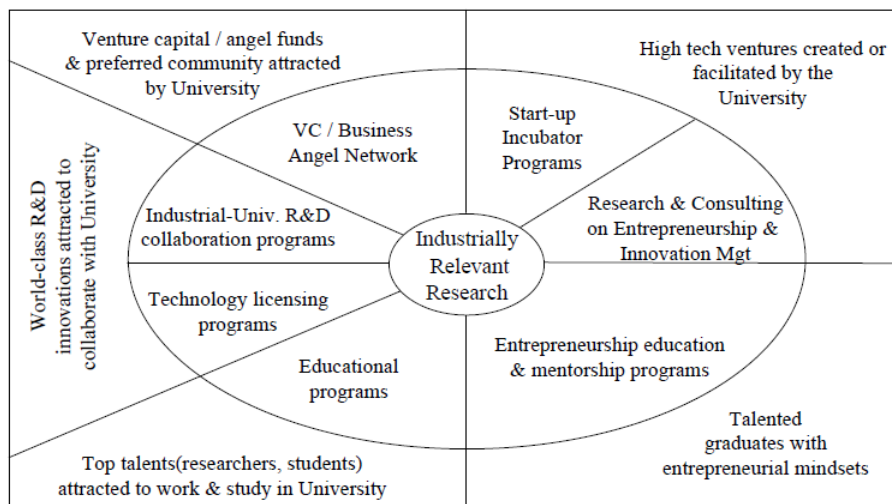 Venture capital / angel funds
& preferred community attracted
by University
High tech ventures created or
facilitated by the
University
VC / Business
Angel Network
Start-up
Incubator
Programs
World-class R&D
innovations attracted to
collaborate with University
Industrial-Univ. R&D
collaboration programs
Research & Consulting
on Entrepreneurship &
Innovation Mgt
Industrially
Relevant
Research
Technology licensing
programs
Educational
programs
Entrepreneurship education
& mentorship programs
Talented
graduates with
entrepreneurial mindsets
Top talents(researchers, students)
attracted to work & study in University